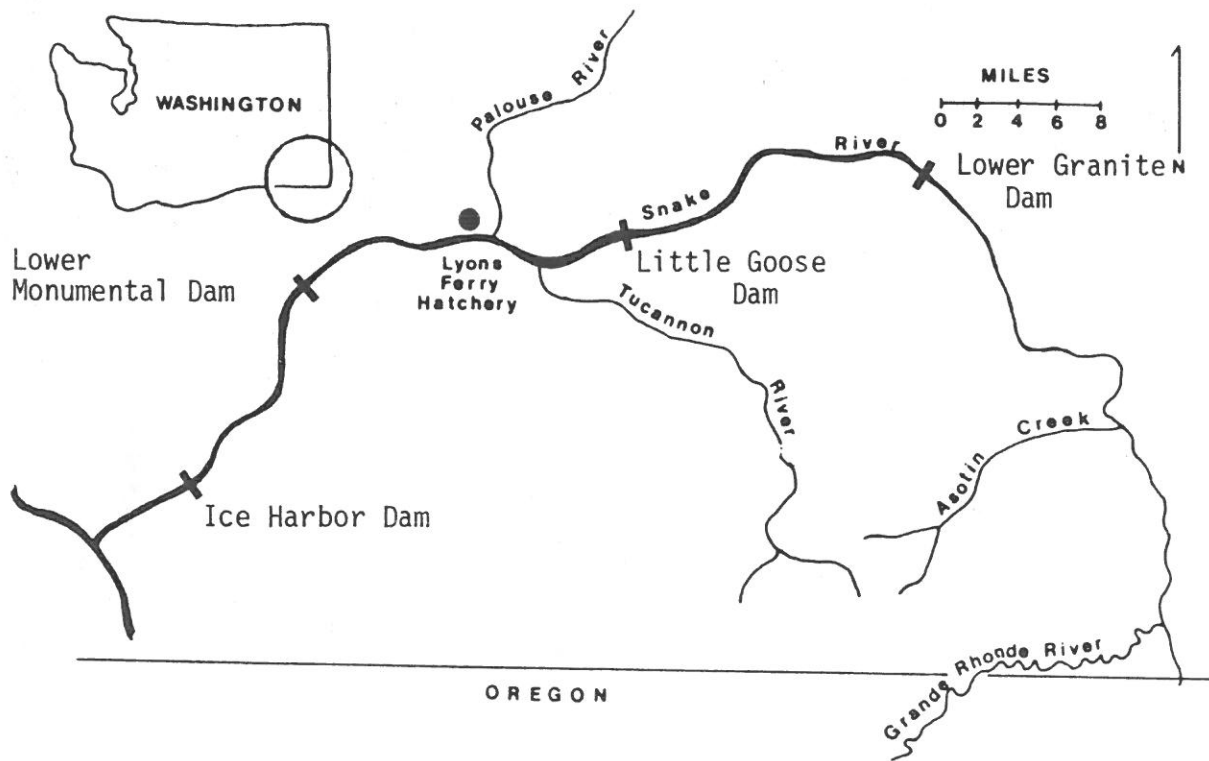 WASHINGTON
Palouse River
MILES
0 2 4 6 8
N
Snake River
Lower Granite
Dam
Lower
Monumental Dam
Lyons
Ferry
Hatchery
Little Goose
Dam
Tucannon River
Asotin Creek
Ice Harbor Dam
Grande Rhonde River
OREGON